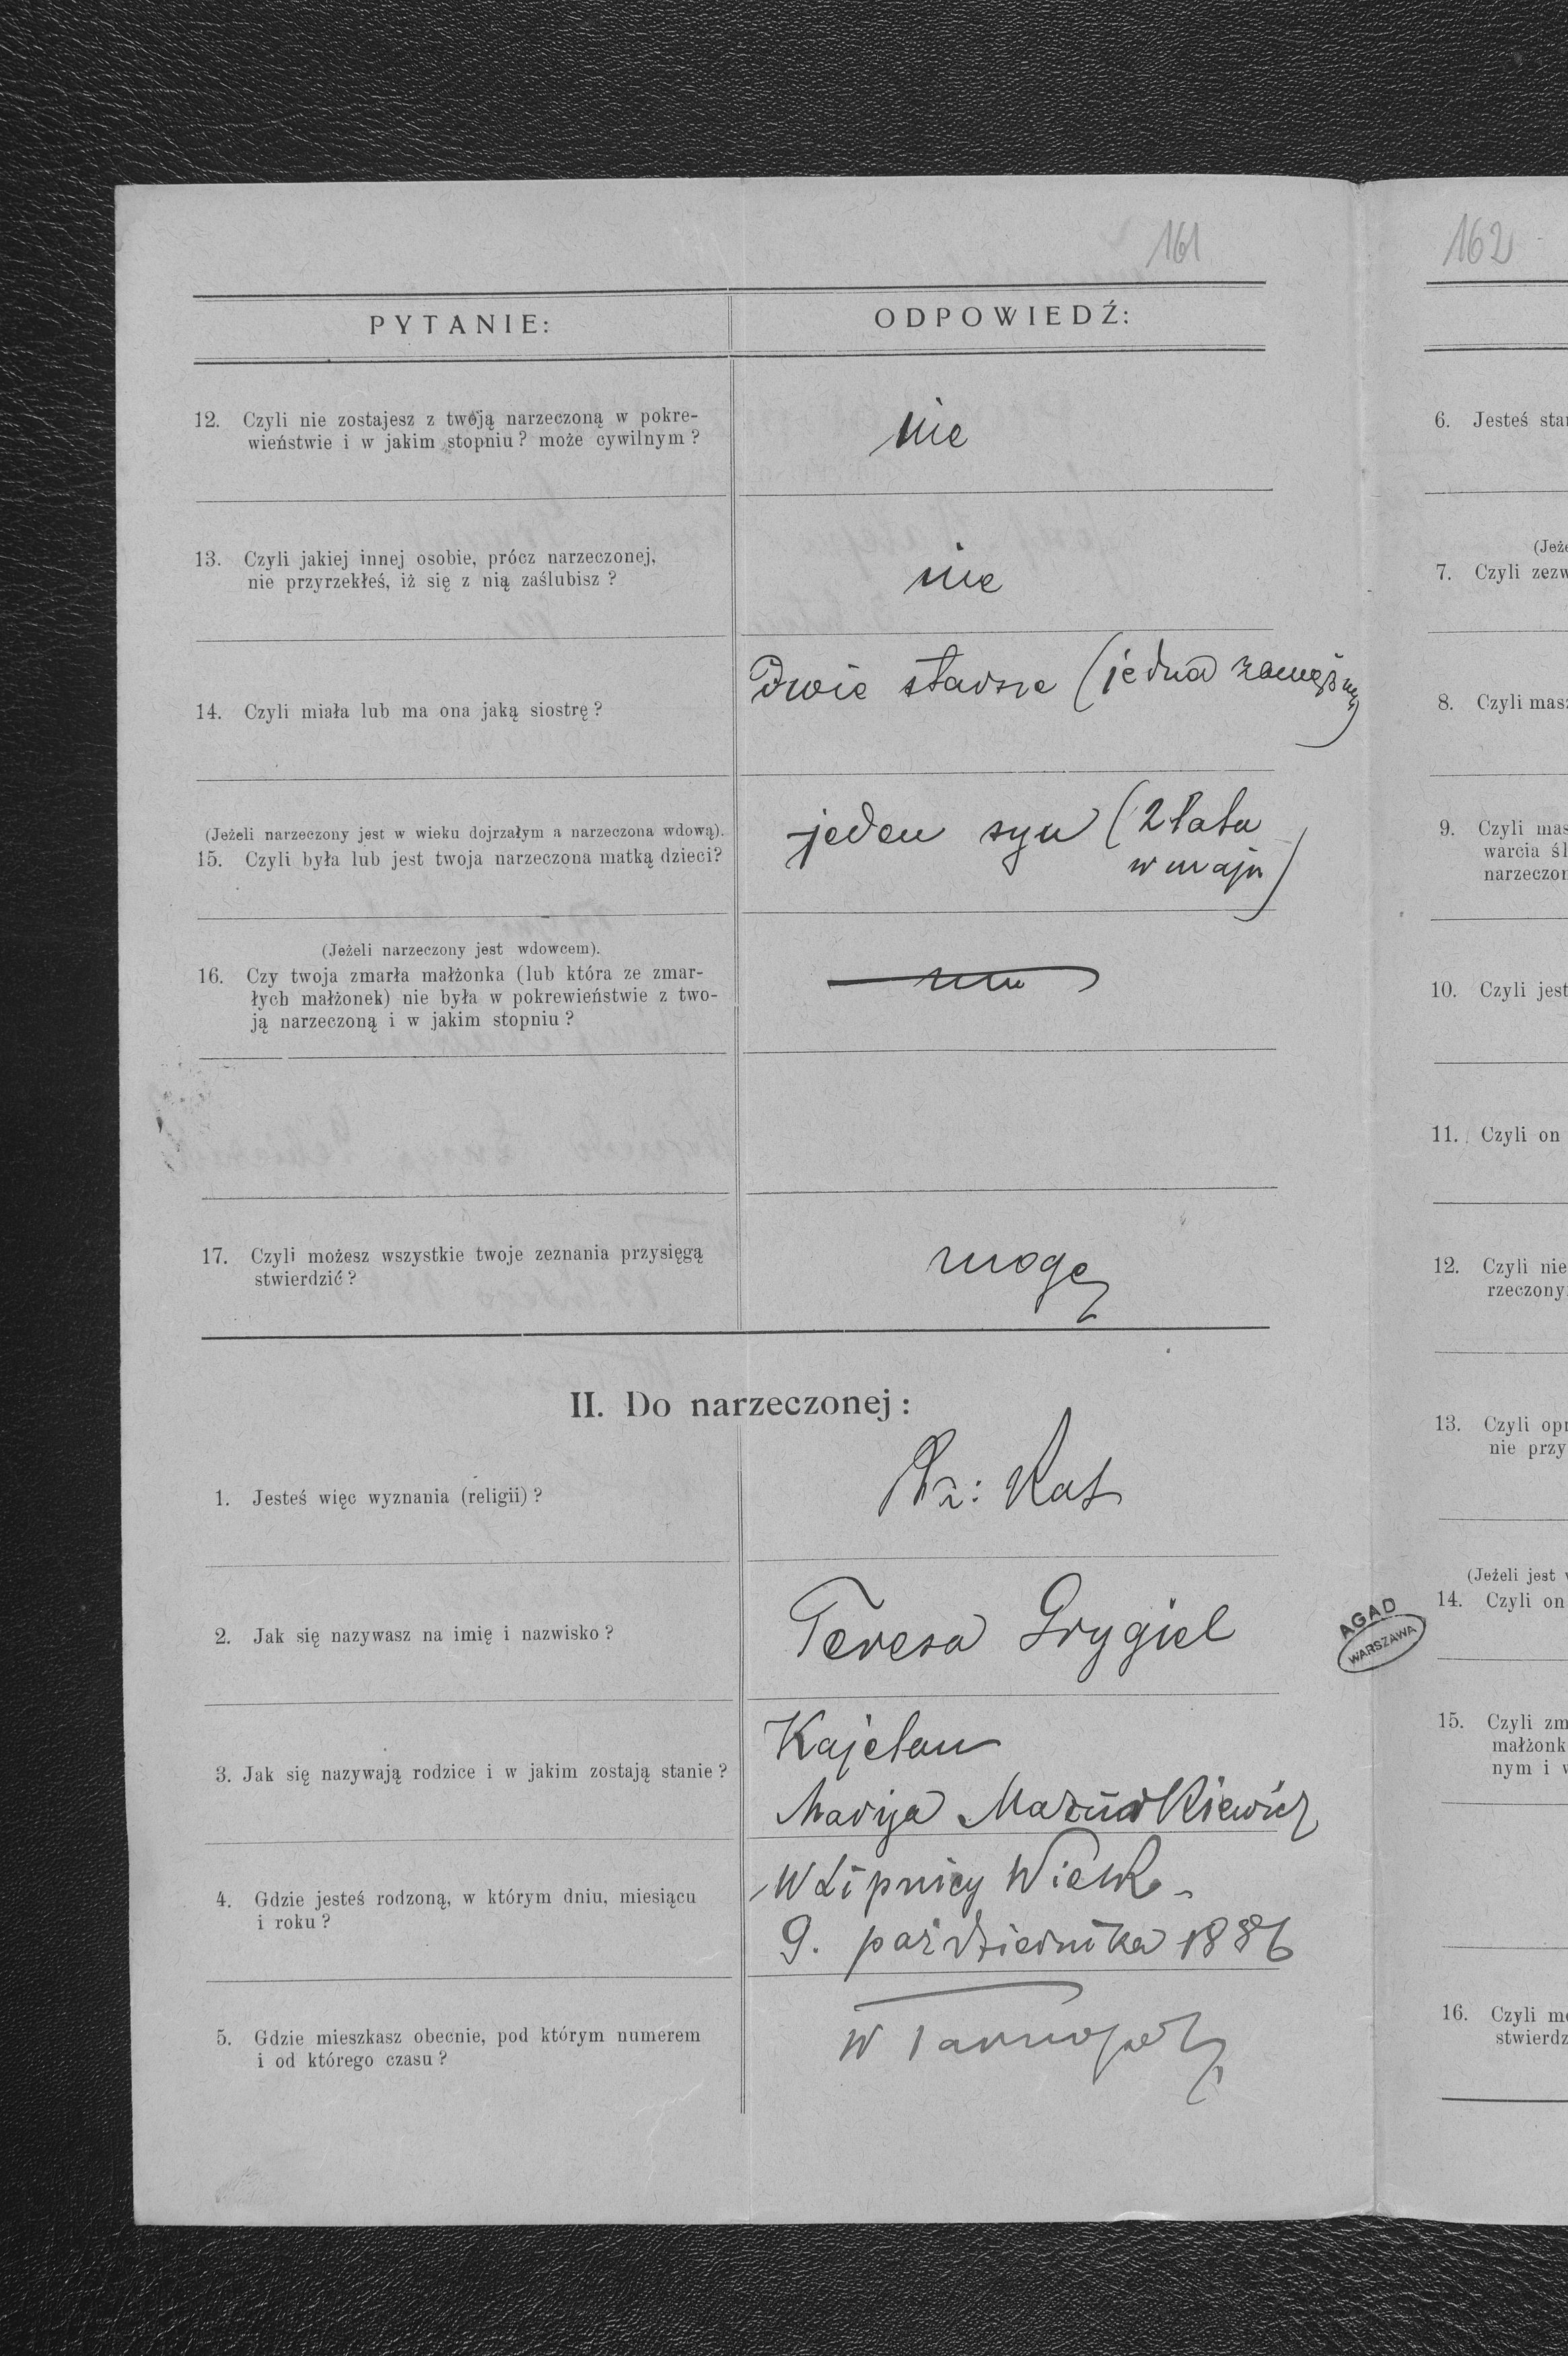 161
162
PYTANIE:
ODPOWIEDŹ:
12. Czyli nie zostajesz z twoją narzeczoną w pokre-
wieństwie i w jakim stopniu? może cywilnym?
nie
13. Czyli jakiej innej osobie, prócz narzeczonej,
nie przyrzekłeś, iż się z nią zaślubisz?
nie
14. Czyli miała lub ma ona jaką siostrę?
Dwie starsze (jedna zamężna)
(Jeżeli narzeczony jest w wieku dojrzałym a narzeczona wdową).
15. Czyli była lub jest twoja narzeczona matką dzieci?
jeden syn (2 lata
w maju)
(Jeżeli narzeczony jest wdowcem).
16. Czy twoja zmarła małżonka (lub która ze zmar-
łych małżonek) nie była w pokrewieństwie z two-
ją narzeczoną i w jakim stopniu?
17. Czyli możesz wszystkie twoje zeznania przysięgą
stwierdzić?
mogę
II. Do narzeczonej:
1. Jesteś więc wyznania (religii)?
Rz: Kat
2. Jak się nazywasz na imię i nazwisko?
Teresa Grygiel
3. Jak się nazywają rodzice i w jakim zostają stanie?
Kajetan
Marya Mazurkiewicz
4. Gdzie jesteś rodzoną, w którym dniu, miesiącu
i roku?
W Lipnicy Wielk.
9. października 1886
5. Gdzie mieszkasz obecnie, pod którym numerem
i od którego czasu?
W Tarnopolu
AGAD
WARSZAWA
6. Jesteś
(Jeże
7. Czyli zezw
8. Czyli masz
9. Czyli mas
warcia śl
narzeczon
10. Czyli jest
11. Czyli on
12. Czyli nie
rzeczony
13. Czyli opr
nie przy
(Jeżeli jest
14. Czyli on
15. Czyli zm
małżonk
nym i
16. Czyli mo
stwierdz